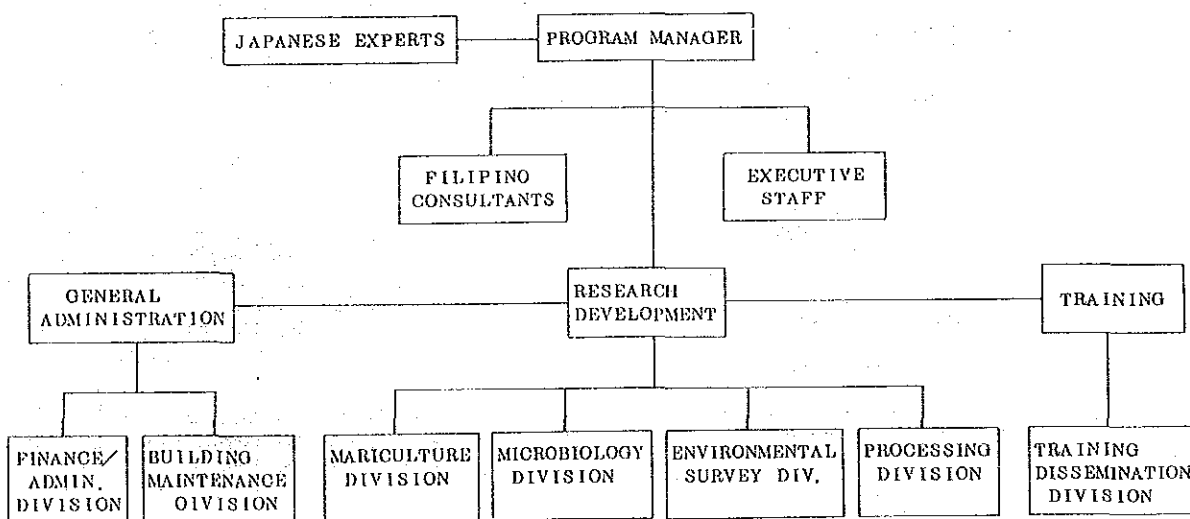 JAPANESE EXPERTS
PROGRAM MANAGER
FILIPINO
CONSULTANTS
EXECUTIVE
STAFF
GENERAL
ADMINISTRATION
RESEARCH
DEVELOPMENT
TRAINING
FINANCE/
ADMIN.
DIVISION
BUILDING
MAINTENANCE
OIVISION
MARICULTURE
DIVISION
MICROBIOLOGY
DIVISION
ENVIRONMENTAL
SURVEY DIV.
PROCESSING
DIVISION
TRAINING
DISSEMINATION
DIVISION